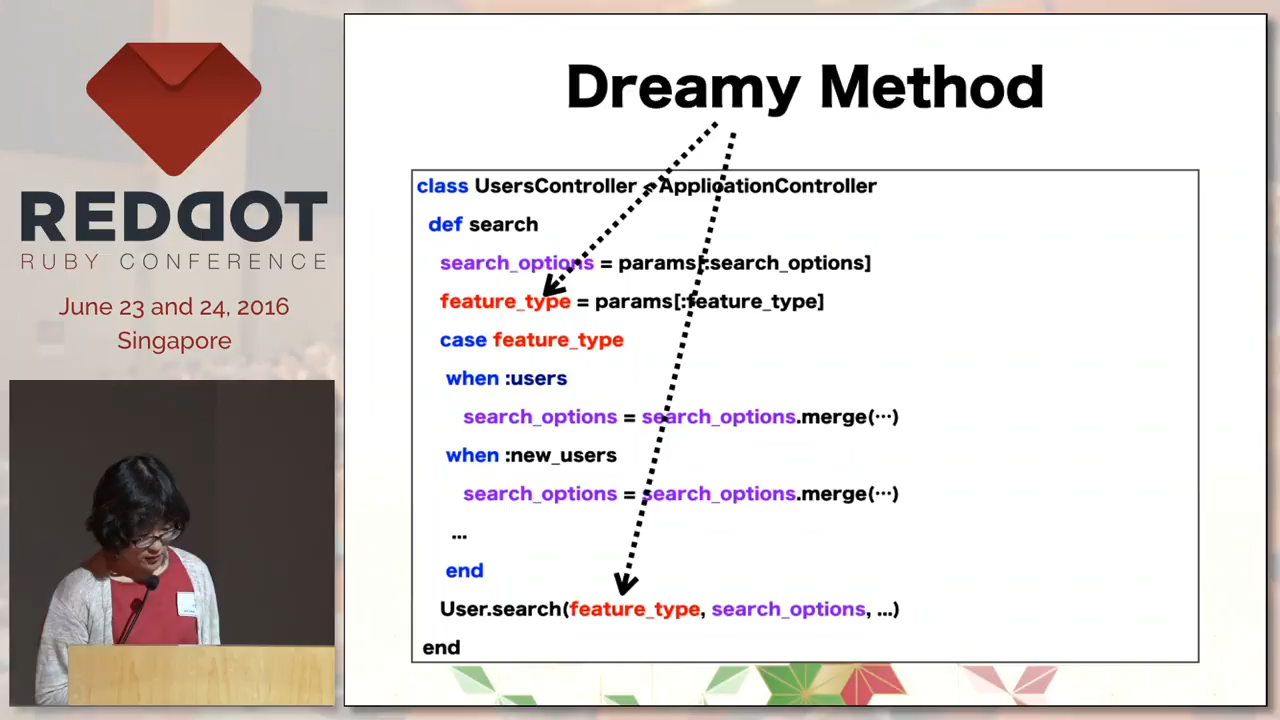 REDDOT
RUBY CONFERENCE
June 23 and 24, 2016
Singapore
Dreamy Method
class UsersController < ApplicationController
def search
search_options = params[:search_options]
feature_type = params[:feature_type]
case feature_type
when :users
search_options = search_options.merge(…)
when :new_users
search_options = search_options.merge(…)
...
end
User.search(feature_type, search_options, ...)
end